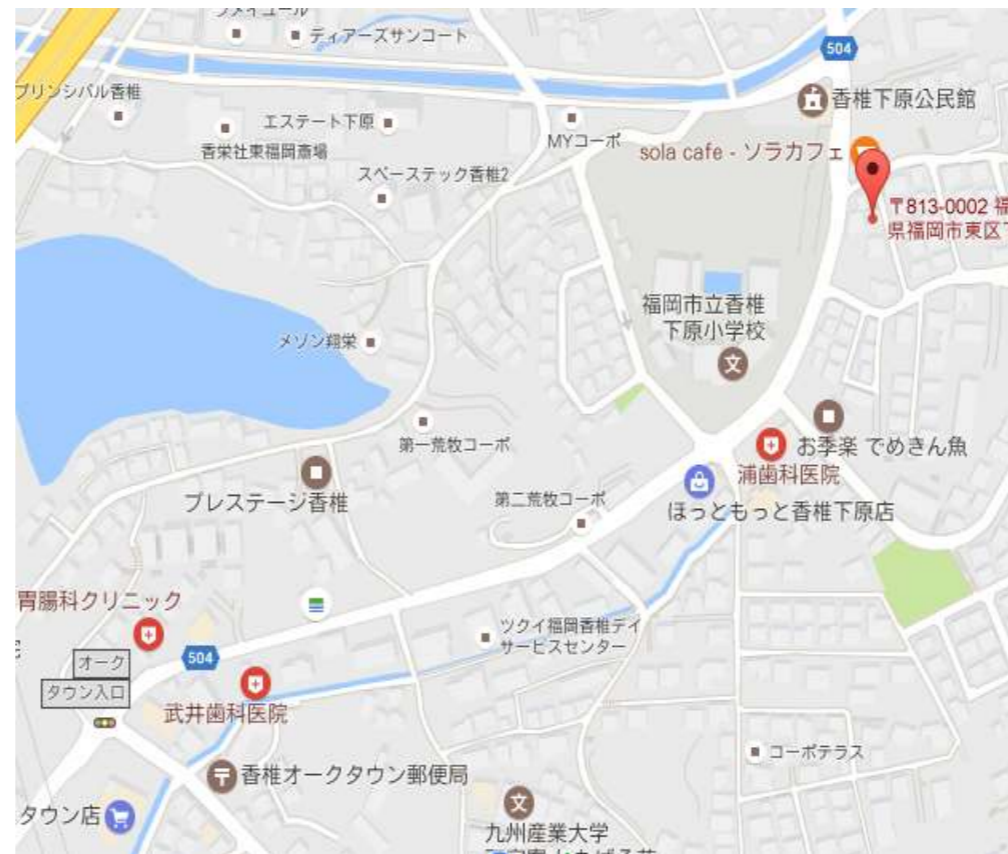 ディアーズサンコート
504
プリンシパル香椎
香椎下原公民館
エステート下原
MYコーポ
香栄社東福岡斎場
sola cafe - ソラカフェ
スペーステック香椎2
〒813-0002 福
県福岡市東区下
福岡市立香椎
下原小学校
文
メゾン翔栄
第一荒牧コーポ
お季楽 でめきん魚
浦歯科医院
プレステージ香椎
第二荒牧コーポ
ほっともっと香椎下原店
胃腸科クリニック
ツクイ福岡香椎デイ
サービスセンター
504
オーク
タウン入口
武井歯科医院
コーポテラス
〒
香椎オークタウン郵便局
文
タウン店
九州産業大学